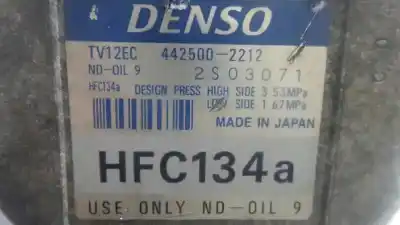 DENSO
TV12EC 442500-2212
ND-OIL 9 2S03071
HFC134a DESIGN PRESS HIGH SIDE 3.53MPa
LOW SIDE 1.67MPa
MADE IN JAPAN
HFC134a
USE ONLY ND-OIL 9